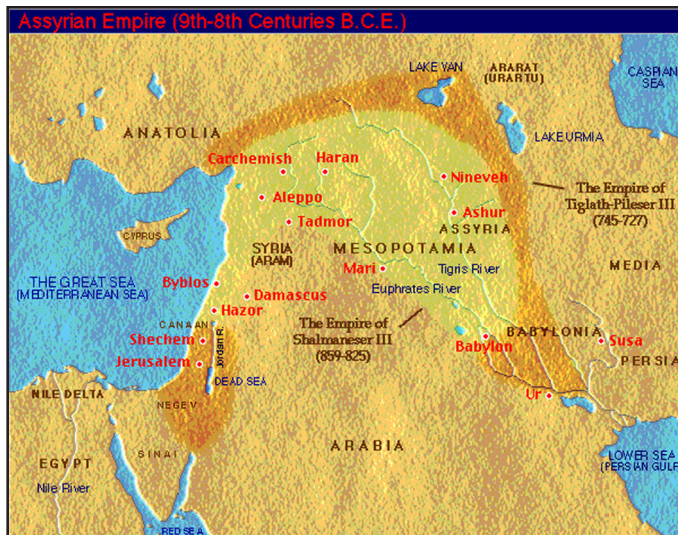 Assyrian Empire (9th-8th Centuries B.C.E.)
LAKE VAN
ARARAT
(URARTU)
CASPIAN
SEA
ANATOLIA
LAKE URMIA
Carchemish
Haran
Nineveh
The Empire of
Tiglath-Pileser III
(745-727)
Aleppo
Ashur
Tadmor
ASSYRIA
CYPRUS
SYRIA
(ARAM)
MESOPOTAMIA
MEDIA
Mari
Tigris River
THE GREAT SEA
(MEDITERRANEAN SEA)
Byblos
Euphrates River
Damascus
Hazor
CANAAN
The Empire of
Shalmaneser III
(859-825)
BABYLONIA
Shechem
Jordan R.
Babylon
Susa
PERSIA
Jerusalem
DEAD SEA
NILE DELTA
NEGEV
Ur
ARABIA
SINAI
EGYPT
LOWER SEA
(PERSIAN GULF
Nile River
RED SEA